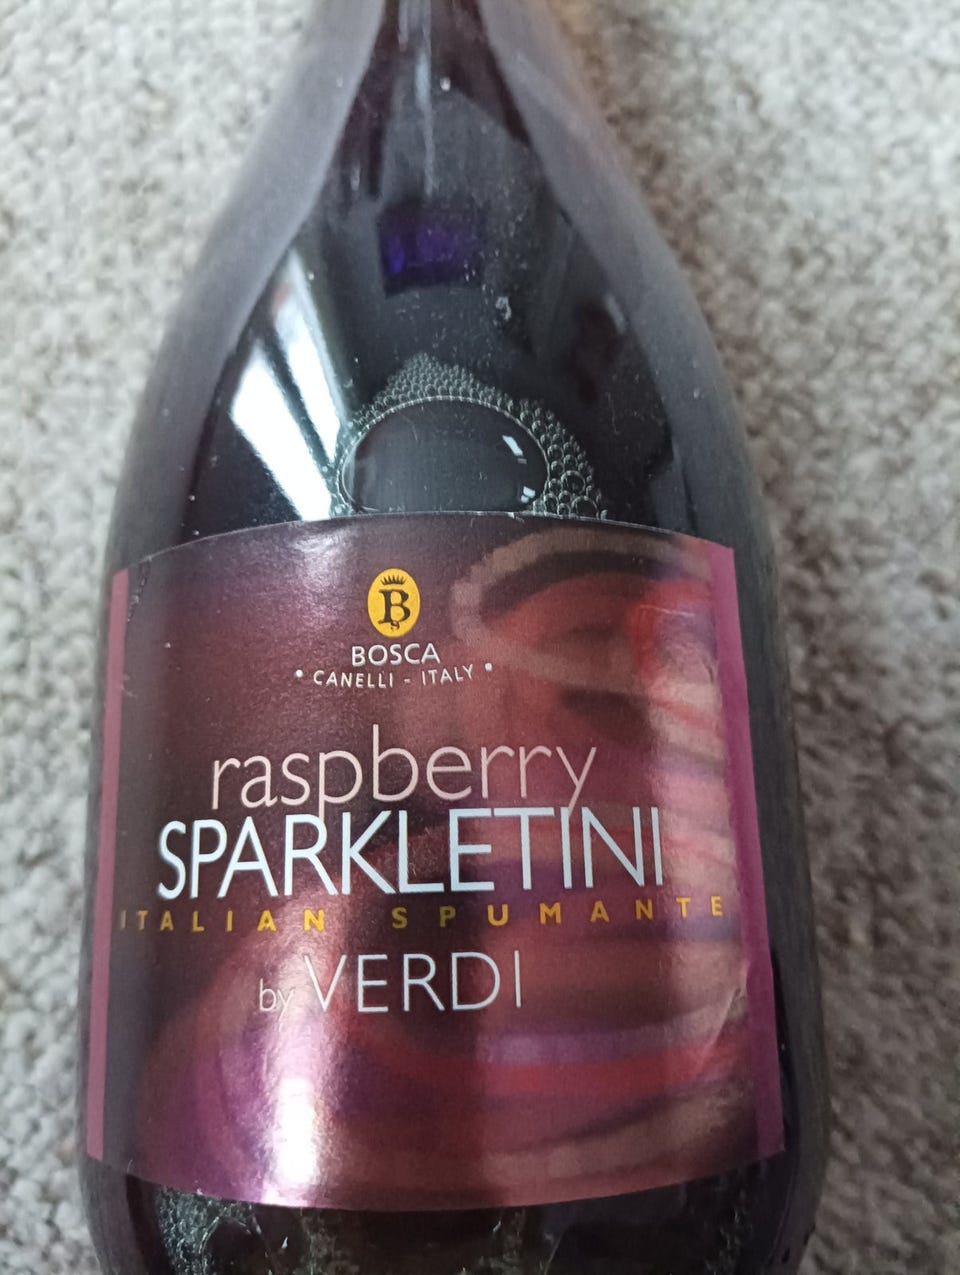 B
BOSCA
• CANELLI - ITALY •
raspberry
SPARKLETINI
ITALIAN SPUMANTE
by VERDI